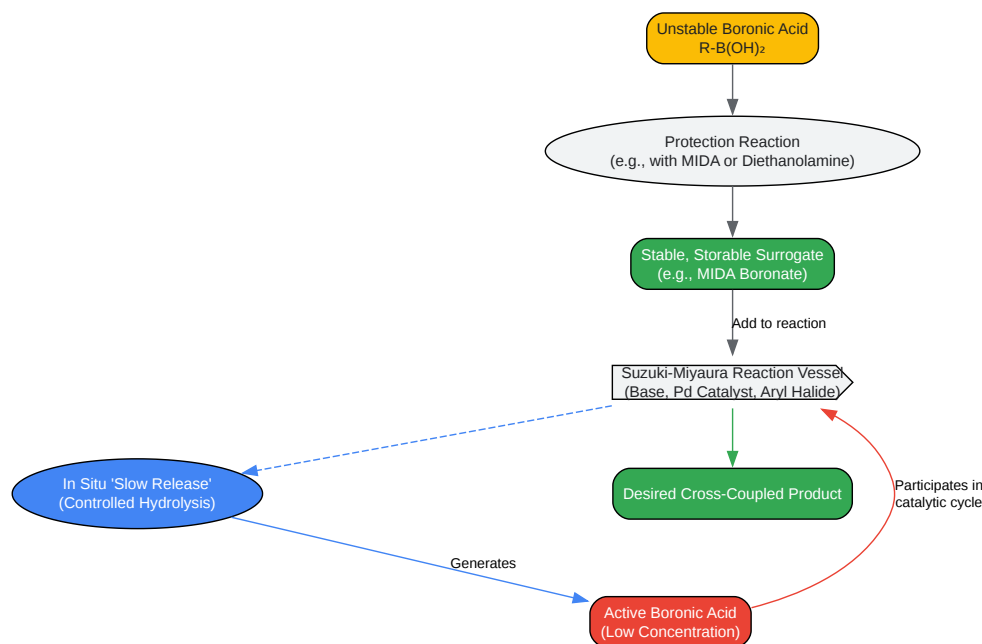 Unstable Boronic Acid
R-B(OH)₂
Protection Reaction
(e.g., with MIDA or Diethanolamine)
Stable, Storable Surrogate
(e.g., MIDA Boronate)
Add to reaction
Suzuki-Miyaura Reaction Vessel
(Base, Pd Catalyst, Aryl Halide)
In Situ 'Slow Release'
(Controlled Hydrolysis)
Desired Cross-Coupled Product
Participates in
catalytic cycle
Generates
Active Boronic Acid
(Low Concentration)